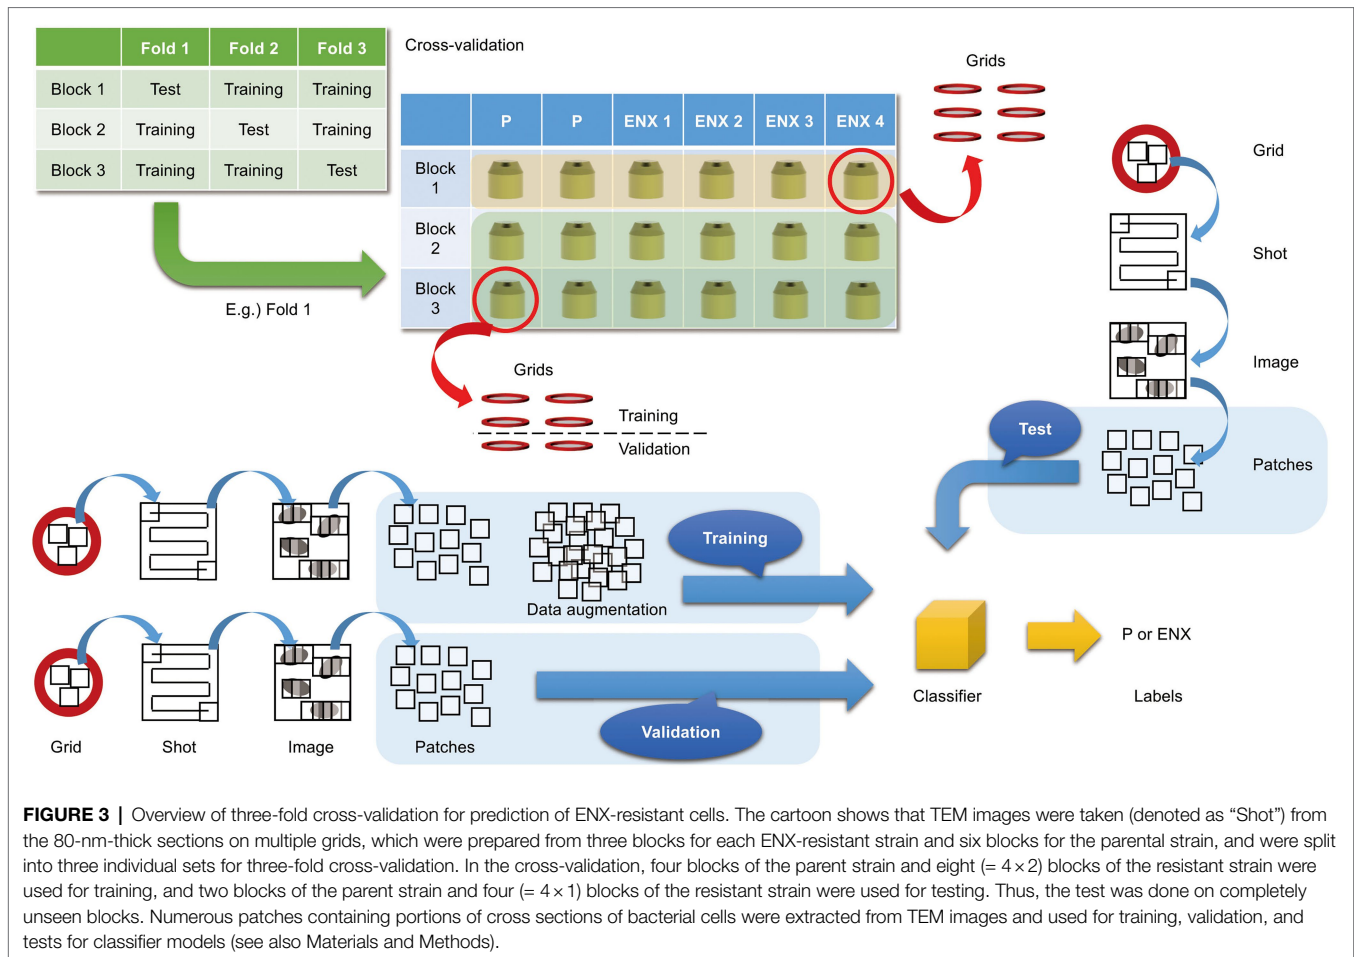 Fold 1 Fold 2 Fold 3
Block 1 Test Training Training
Block 2 Training Test Training
Block 3 Training Training Test
E.g.) Fold 1
Cross-validation
P P ENX 1 ENX 2 ENX 3 ENX 4
Block
1
Block
2
Block
3
Grids
Grids
Training
Validation
Grid
Shot
Image
Patches
Test
Data augmentation
Training
Validation
Grid Shot Image Patches
Classifier
P or ENX
Labels
FIGURE 3 | Overview of three-fold cross-validation for prediction of ENX-resistant cells. The cartoon shows that TEM images were taken (denoted as “Shot”) from
the 80-nm-thick sections on multiple grids, which were prepared from three blocks for each ENX-resistant strain and six blocks for the parental strain, and were split
into three individual sets for three-fold cross-validation. In the cross-validation, four blocks of the parent strain and eight (= 4 × 2) blocks of the resistant strain were
used for training, and two blocks of the parent strain and four (= 4 × 1) blocks of the resistant strain were used for testing. Thus, the test was done on completely
unseen blocks. Numerous patches containing portions of cross sections of bacterial cells were extracted from TEM images and used for training, validation, and
tests for classifier models (see also Materials and Methods).